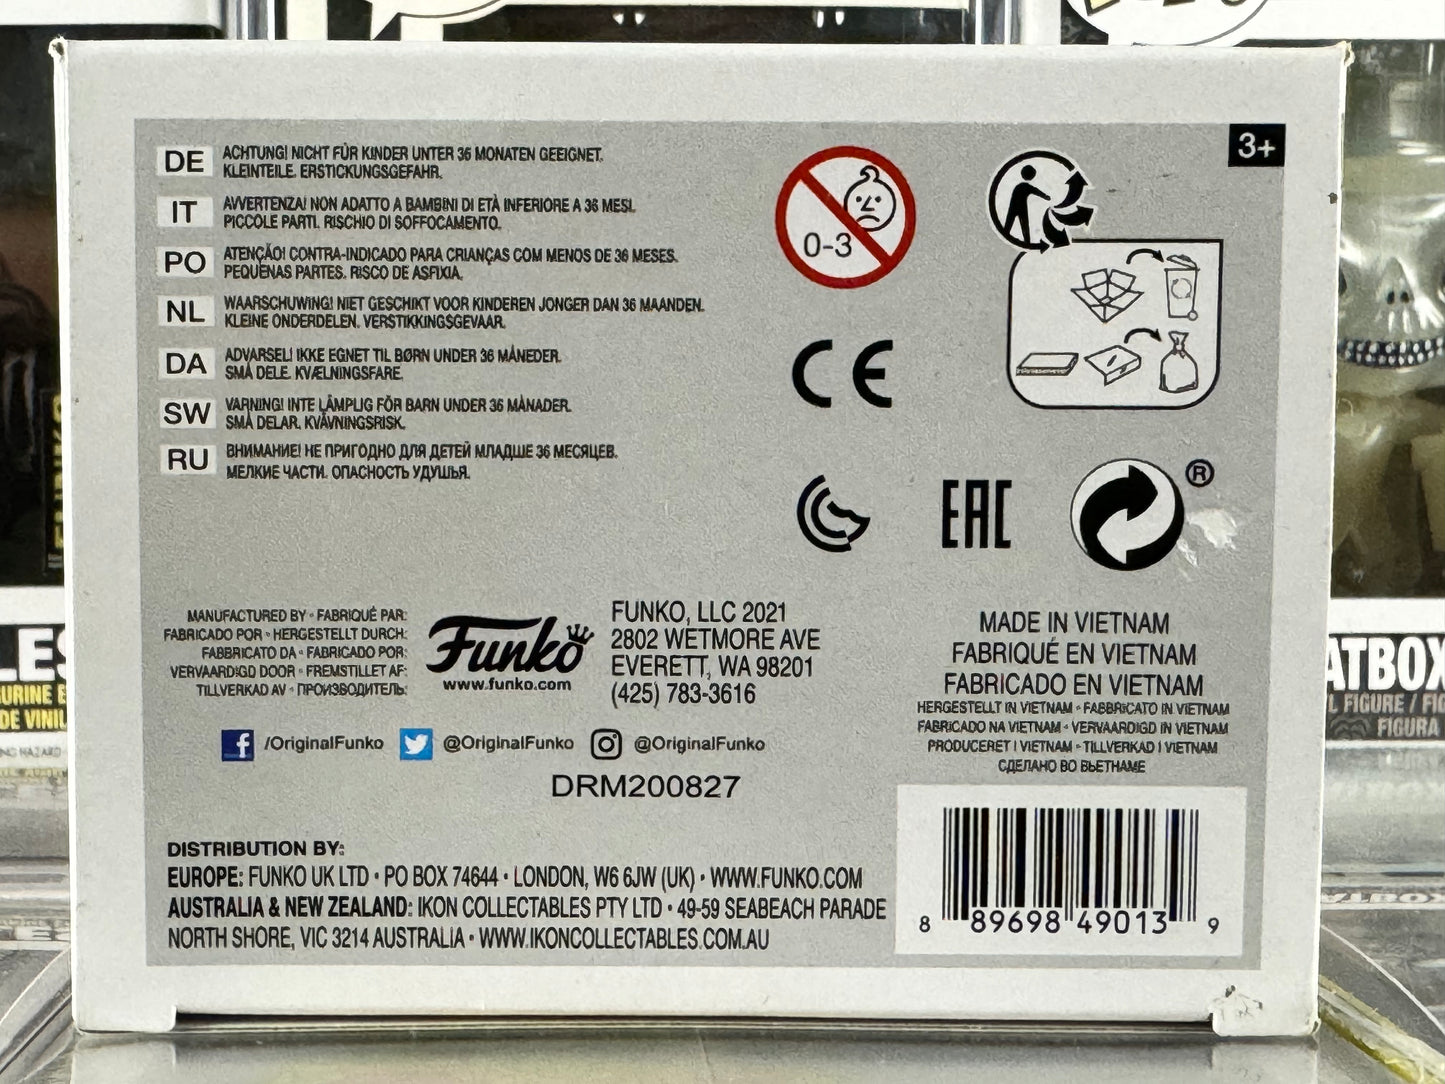 3+
DE ACHTUNG! NICHT FÜR KINDER UNTER 36 MONATEN GEEIGNET.
KLEINTEILE. ERSTICKUNGSGEFAHR.
IT AVVERTENZA! NON ADATTO A BAMBINI DI ETÀ INFERIORE A 36 MESI.
PICCOLE PARTI. RISCHIO DI SOFFOCAMENTO.
PO ATENÇÃO! CONTRA-INDICADO PARA CRIANÇAS COM MENOS DE 36 MESES.
PEQUENAS PARTES. RISCO DE ASFIXIA.
NL WAARSCHUWING! NIET GESCHIKT VOOR KINDEREN JONGER DAN 36 MAANDEN.
KLEINE ONDERDELEN. VERSTIKKINGSGEVAAR.
DA ADVARSEL! IKKE EGNET TIL BØRN UNDER 36 MÅNEDER.
SMÅ DELE. KVÆLNINGSFARE.
SW VARNING! INTE LÄMPLIG FÖR BARN UNDER 36 MÅNADER.
SMÅ DELAR. KVÄVNINGSRISK.
RU ВНИМАНИЕ! НЕ ПРИГОДНО ДЛЯ ДЕТЕЙ МЛАДШЕ 36 МЕСЯЦЕВ.
МЕЛКИЕ ЧАСТИ. ОПАСНОСТЬ УДУШЬЯ.
0-3
CE
EAC
®
MANUFACTURED BY • FABRIQUÉ PAR:
FABRICADO POR • HERGESTELLT DURCH:
FABBRICATO DA • FABRICADO POR:
VERVAARDIGD DOOR • FREMSTILLET AF:
TILLVERKAD AV • ПРОИЗВОДИТЕЛЬ:
Funko
www.funko.com
FUNKO, LLC 2021
2802 WETMORE AVE
EVERETT, WA 98201
(425) 783-3616
MADE IN VIETNAM
FABRIQUÉ EN VIETNAM
FABRICADO EN VIETNAM
HERGESTELLT IN VIETNAM • FABBRICATO IN VIETNAM
FABRICADO NA VIETNAM • VERVAARDIGD IN VIETNAM
PRODUCERET I VIETNAM • TILLVERKAD I VIETNAM
СДЕЛАНО ВО ВЬЕТНАМЕ
/OriginalFunko @OriginalFunko @OriginalFunko
DRM200827
DISTRIBUTION BY:
EUROPE: FUNKO UK LTD • PO BOX 74644 • LONDON, W6 6JW (UK) • WWW.FUNKO.COM
AUSTRALIA & NEW ZEALAND: IKON COLLECTABLES PTY LTD • 49-59 SEABEACH PARADE
NORTH SHORE, VIC 3214 AUSTRALIA • WWW.IKONCOLLECTABLES.COM.AU
8 89698 49013 9
ATBOX
L FIGURE / FI
FIGURA
LES
URINE E
DE VINIL
NG HAZARD